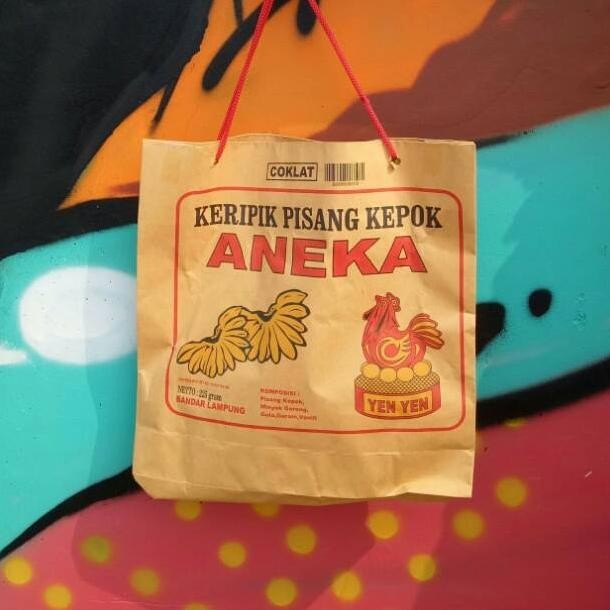 COKLAT
KERIPIK PISANG KEPOK
ANEKA
YEN YEN
NETTO : 225 gram
BANDAR LAMPUNG
KOMPOSISI :
Pisang Kepok,
Minyak Goreng,
Gula, Garam, Vanili